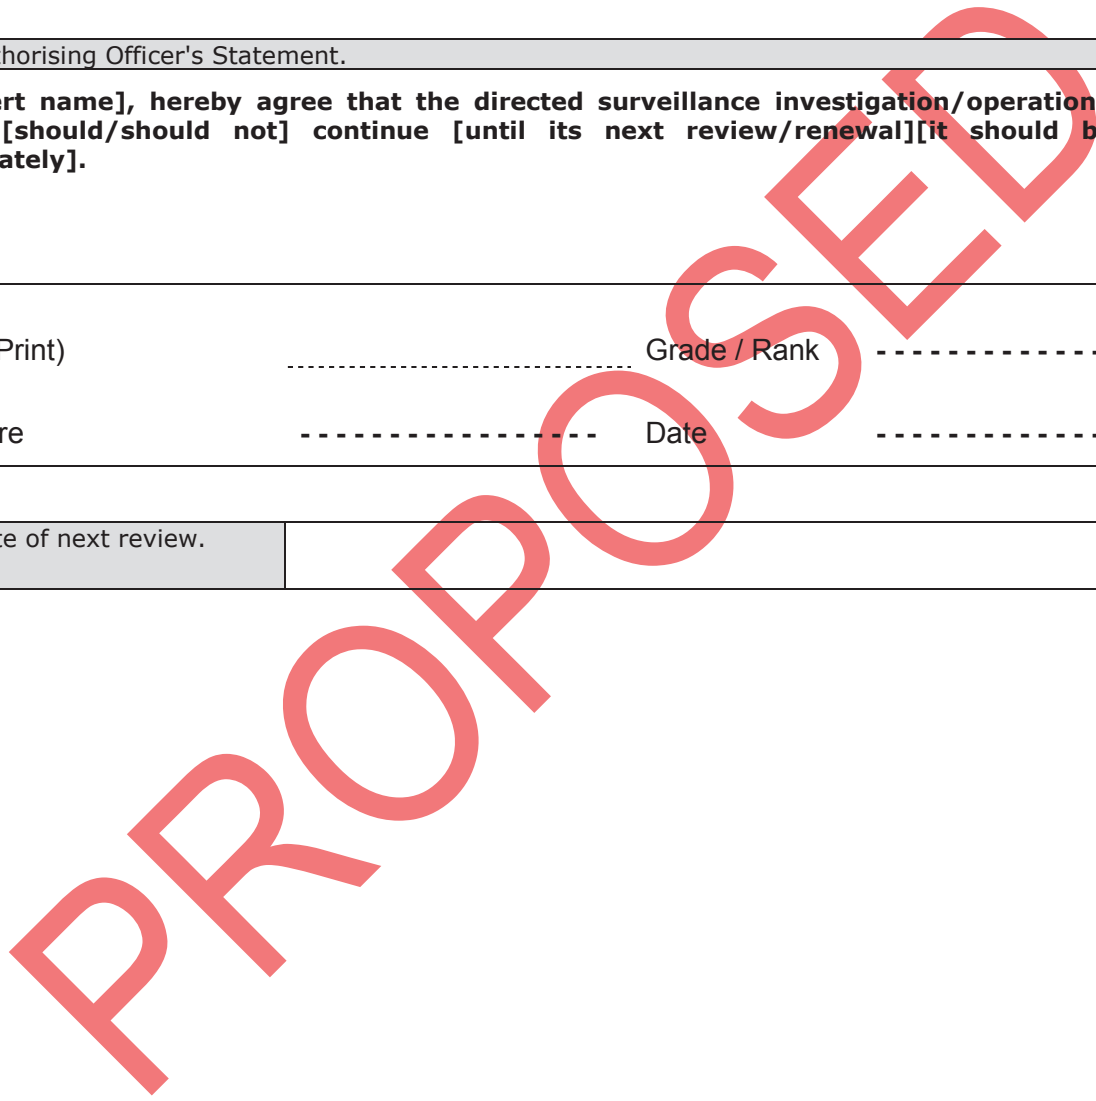 horising Officer's Statement.
ert name], hereby agree that the directed surveillance investigation/operation
[should/should not] continue [until its next review/renewal][it should b
ately].
Print) Grade / Rank
re Date
te of next review.
PROPOSED